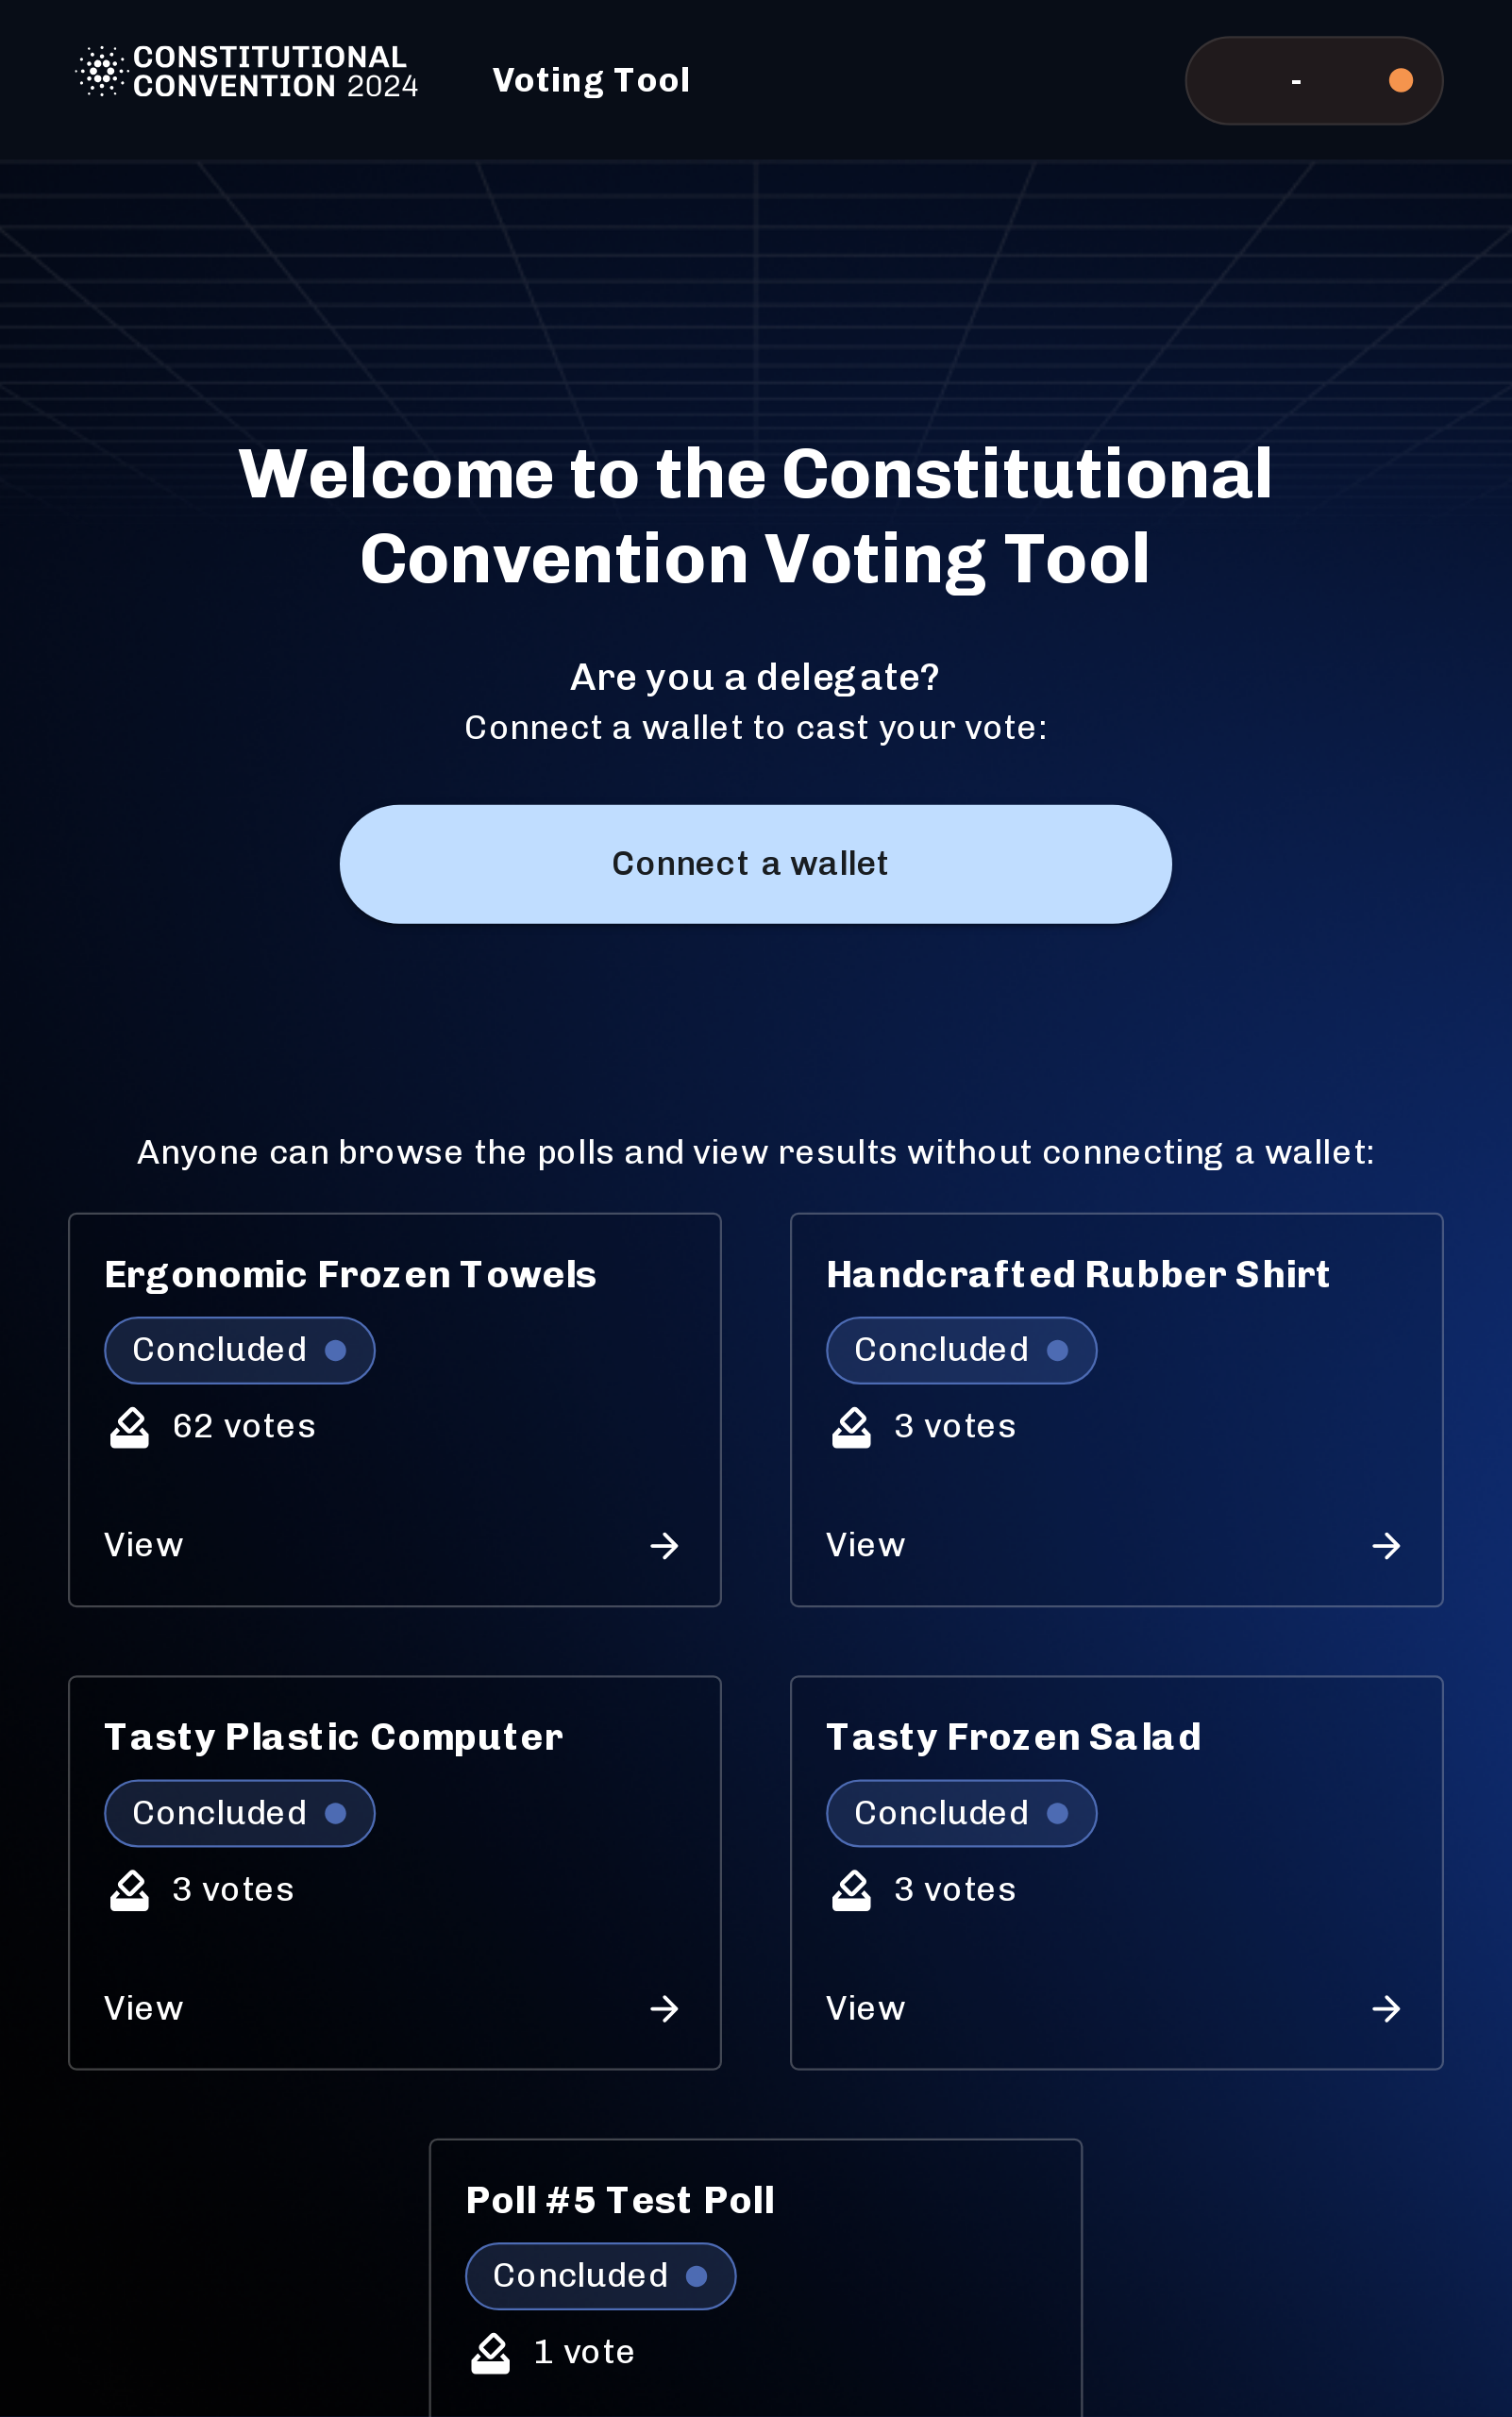 CONSTITUTIONAL
CONVENTION 2024
Voting Tool
-
Welcome to the Constitutional
Convention Voting Tool
Are you a delegate?
Connect a wallet to cast your vote:
Connect a wallet
Anyone can browse the polls and view results without connecting a wallet:
Ergonomic Frozen Towels
Concluded
62 votes
View
Handcrafted Rubber Shirt
Concluded
3 votes
View
Tasty Plastic Computer
Concluded
3 votes
View
Tasty Frozen Salad
Concluded
3 votes
View
Poll #5 Test Poll
Concluded
1 vote